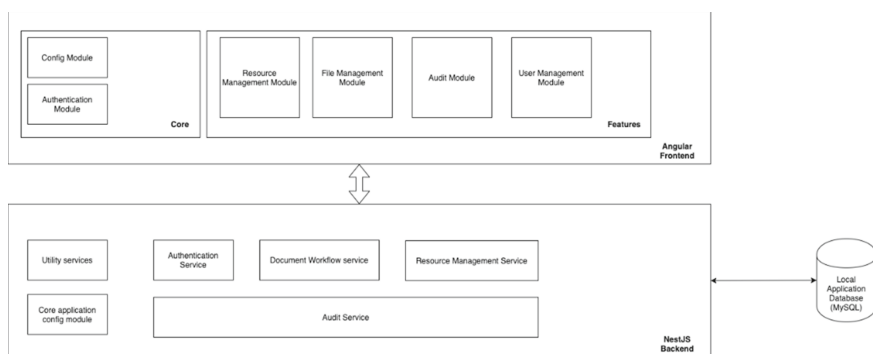 Config Module
Authentication
Module
Core
Resource
Management Module
File Management
Module
Audit Module
User Management
Module
Features
Angular
Frontend
Utility services
Authentication
Service
Document Workflow service
Resource Management Service
Core application
config module
Audit Service
NestJS
Backend
Local
Application
Database
(MySQL)